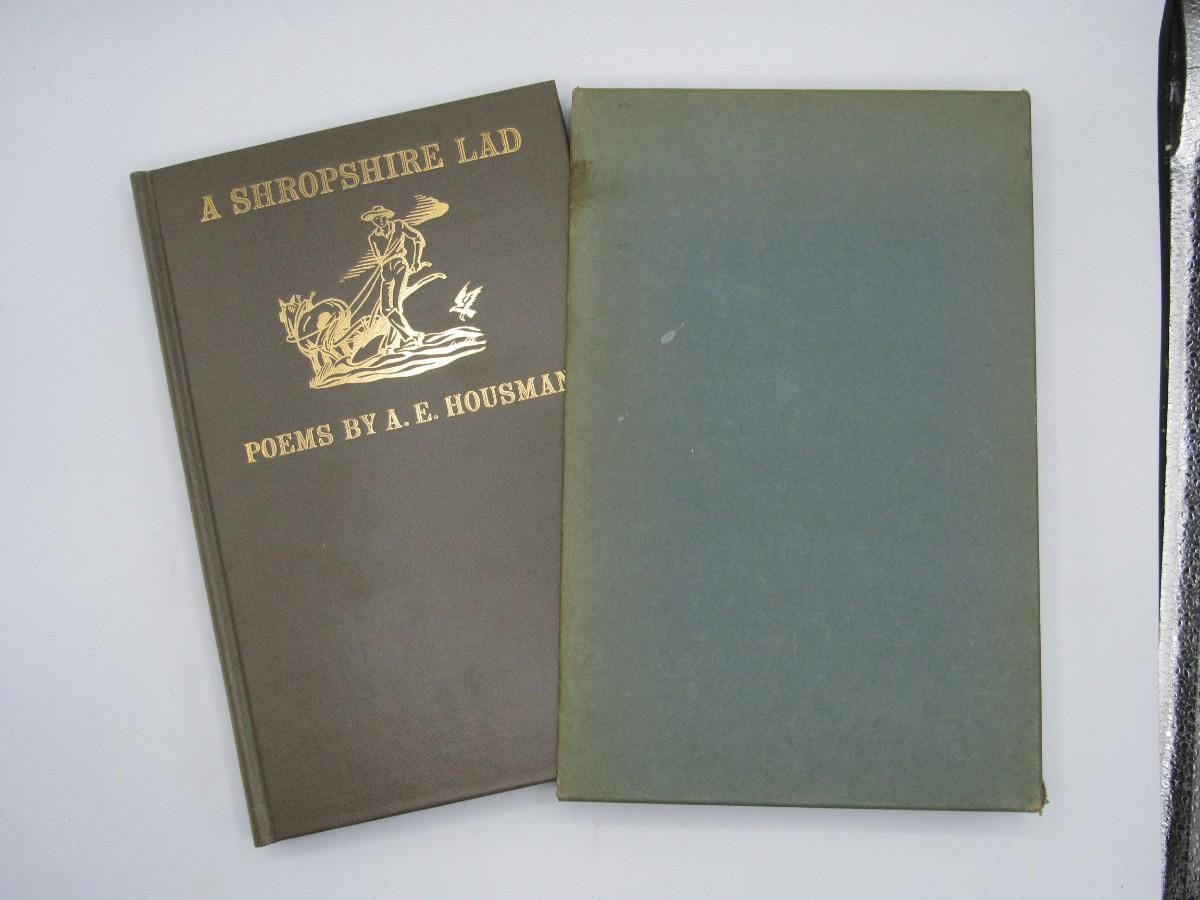 A SHROPSHIRE LAD
POEMS BY A. E. HOUSMAN